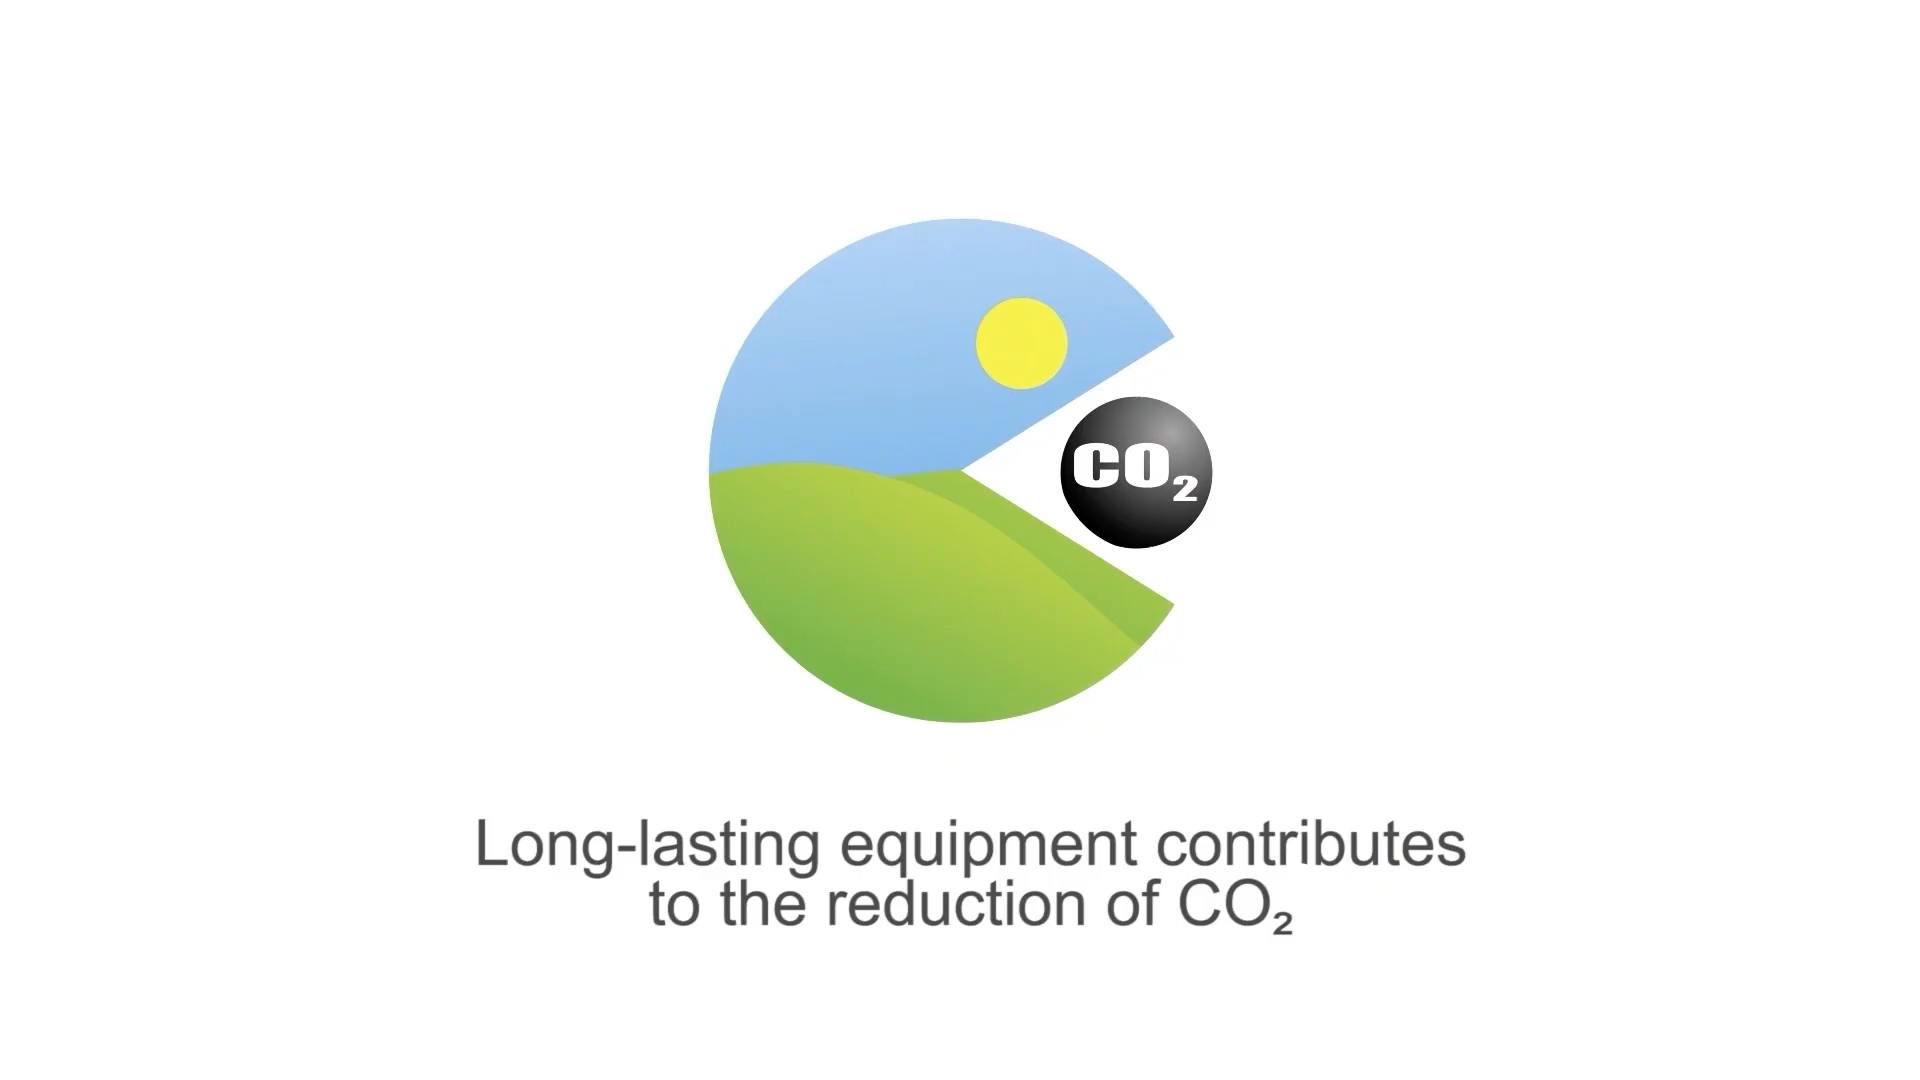 CO₂
Long-lasting equipment contributes
to the reduction of CO₂